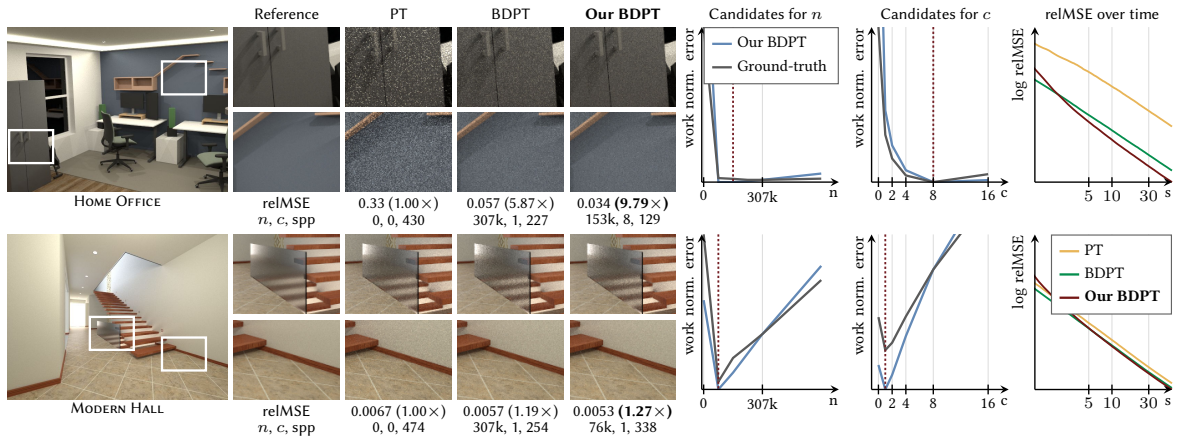 Reference PT BDPT Our BDPT Candidates for n Candidates for c relMSE over time
work norm. error
Our BDPT
Ground-truth
0 307k n
work norm. error
0 2 4 8 16 c
log relMSE
5 10 30 s
Home Office
relMSE 0.33 (1.00×) 0.057 (5.87×) 0.034 (9.79×)
n, c, spp 0, 0, 430 307k, 1, 227 153k, 8, 129
work norm. error
0 307k n
work norm. error
0 2 4 8 16 c
log relMSE
PT
BDPT
Our BDPT
5 10 30 s
Modern Hall
relMSE 0.0067 (1.00×) 0.0057 (1.19×) 0.0053 (1.27×)
n, c, spp 0, 0, 474 307k, 1, 254 76k, 1, 338